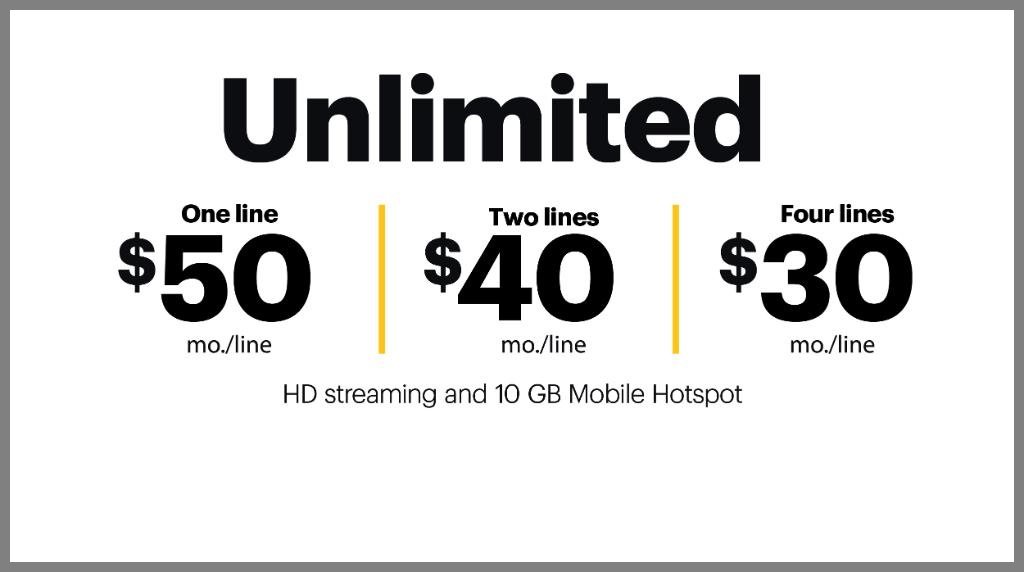 Unlimited
One line
$50
mo./line
Two lines
$40
mo./line
Four lines
$30
mo./line
HD streaming and 10 GB Mobile Hotspot